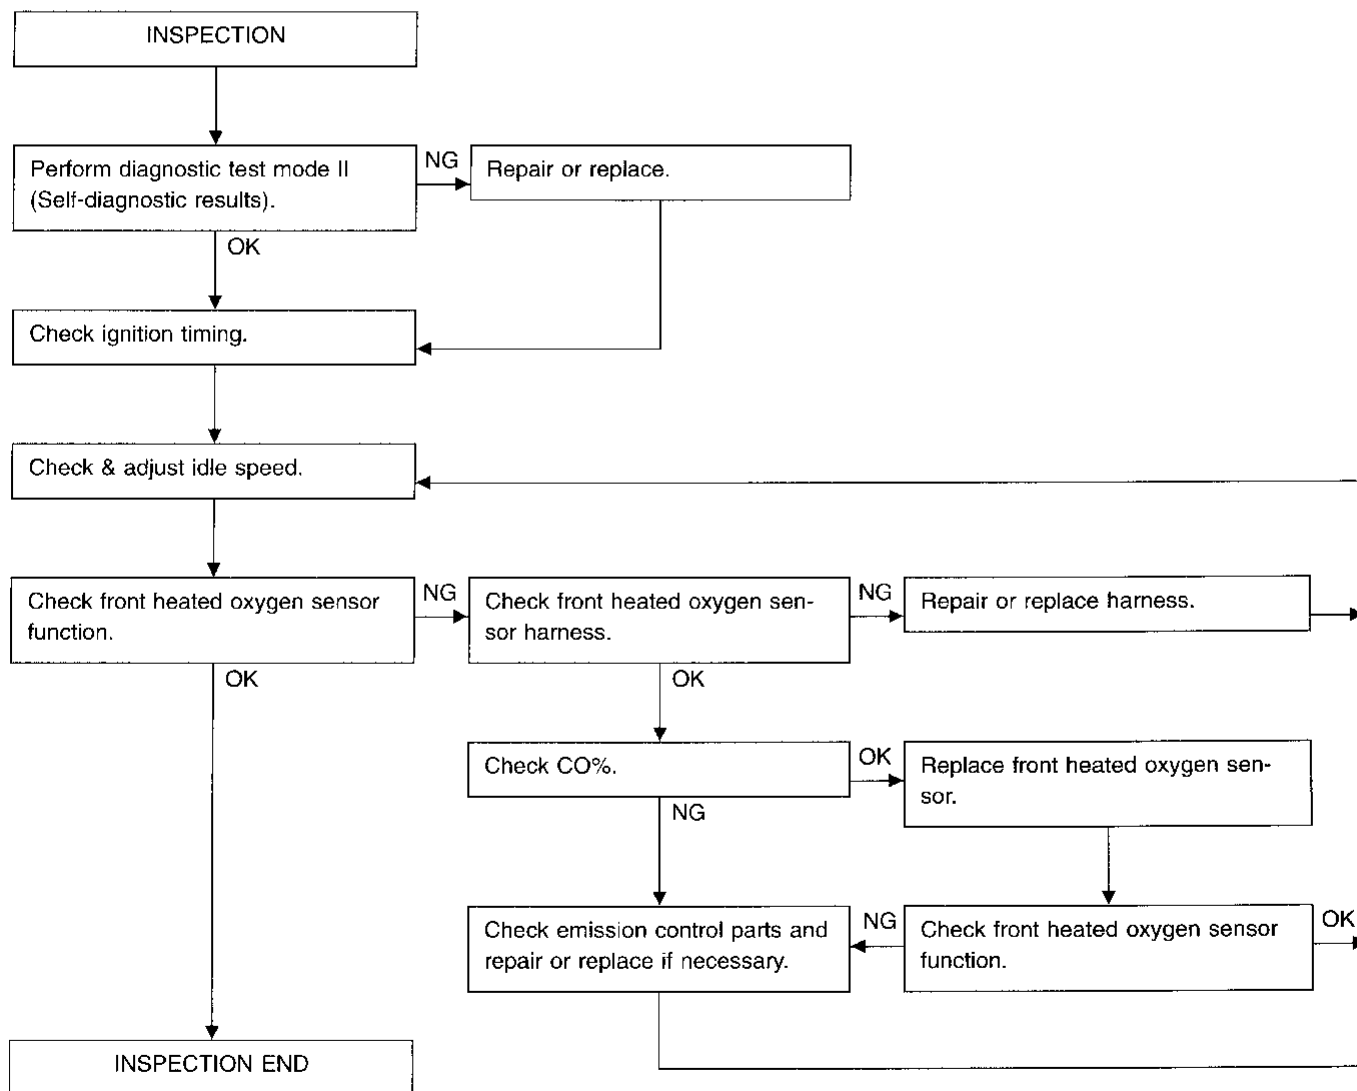 INSPECTION
Perform diagnostic test mode II
(Self-diagnostic results).
NG
Repair or replace.
OK
Check ignition timing.
Check & adjust idle speed.
Check front heated oxygen sensor
function.
NG
Check front heated oxygen sen-
sor harness.
NG
Repair or replace harness.
OK
OK
Check CO%.
OK
Replace front heated oxygen sen-
sor.
NG
Check emission control parts and
repair or replace if necessary.
NG
Check front heated oxygen sensor
function.
OK
INSPECTION END